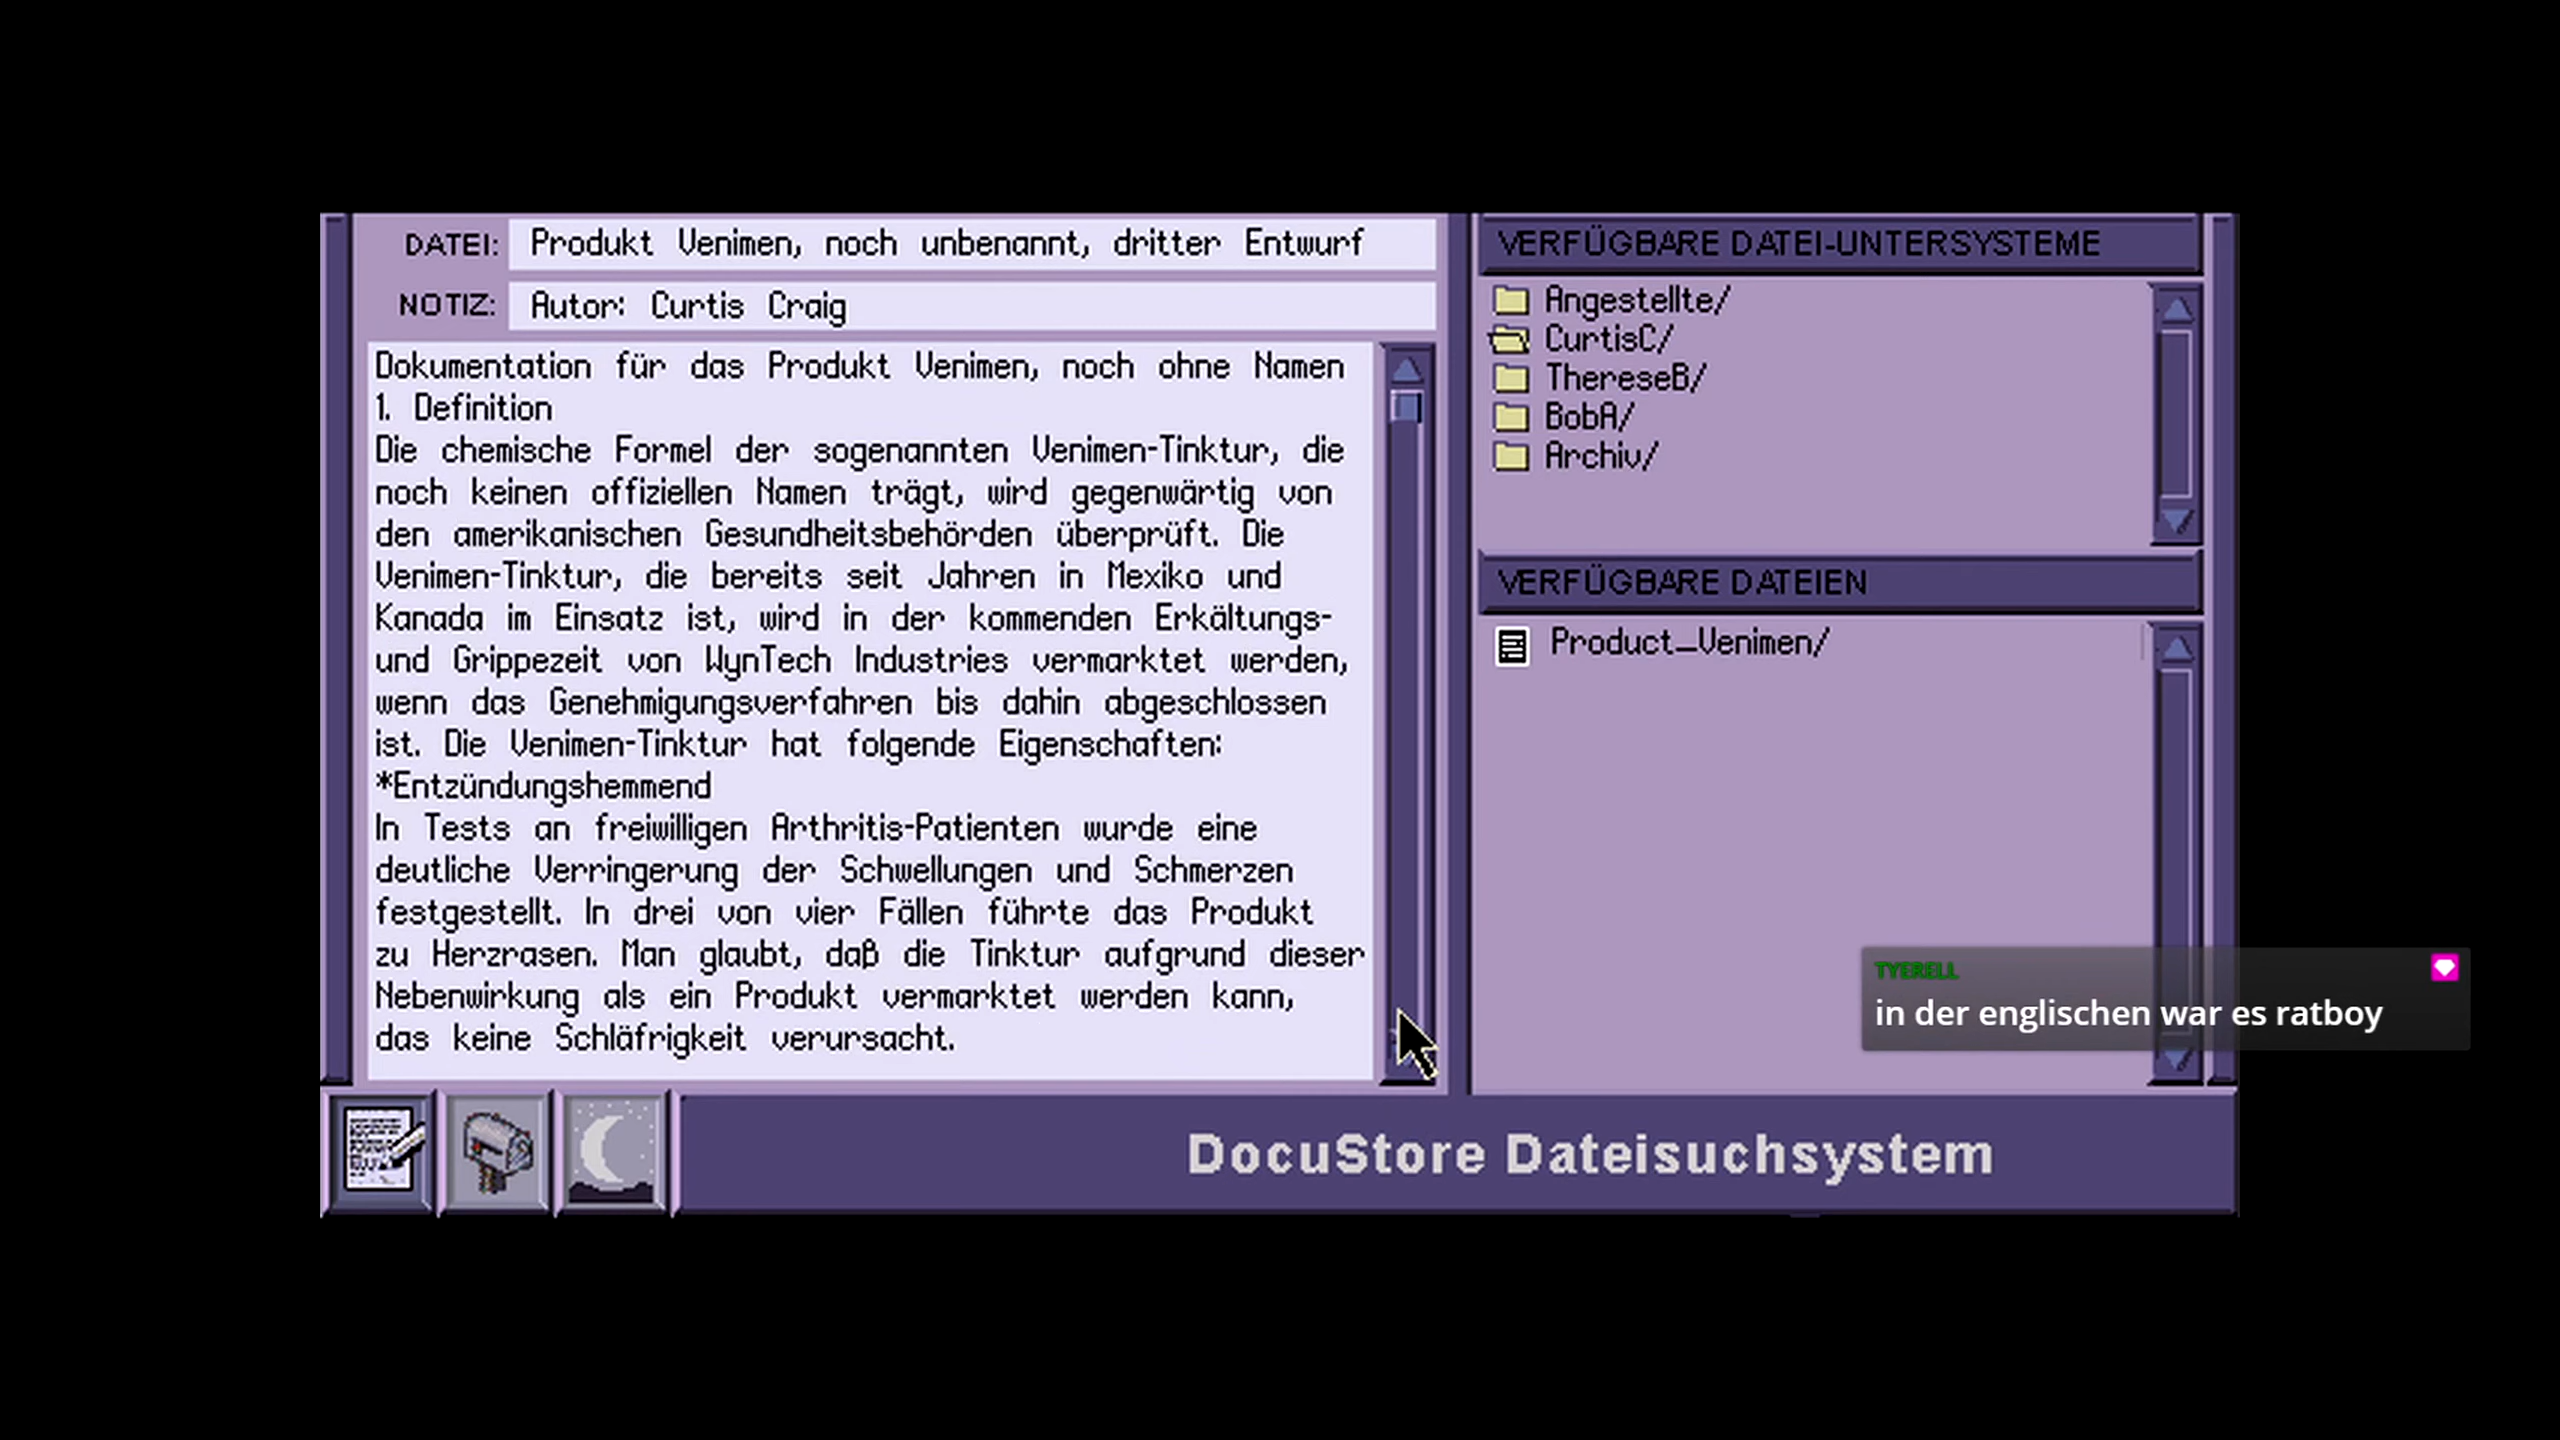 DATEI: Produkt Venimen, noch unbenannt, dritter Entwurf
NOTIZ: Autor: Curtis Craig
Dokumentation für das Produkt Venimen, noch ohne Namen
1. Definition
Die chemische Formel der sogenannten Venimen-Tinktur, die
noch keinen offiziellen Namen trägt, wird gegenwärtig von
den amerikanischen Gesundheitsbehörden überprüft. Die
Venimen-Tinktur, die bereits seit Jahren in Mexiko und
Kanada im Einsatz ist, wird in der kommenden Erkältungs-
und Grippezeit von WynTech Industries vermarktet werden,
wenn das Genehmigungsverfahren bis dahin abgeschlossen
ist. Die Venimen-Tinktur hat folgende Eigenschaften:
*Entzündungshemmend
In Tests an freiwilligen Arthritis-Patienten wurde eine
deutliche Verringerung der Schwellungen und Schmerzen
festgestellt. In drei von vier Fällen führte das Produkt
zu Herzrasen. Man glaubt, daß die Tinktur aufgrund dieser
Nebenwirkung als ein Produkt vermarktet werden kann,
das keine Schläfrigkeit verursacht.
VERFÜGBARE DATEI-UNTERSYSTEME
Angestellte/
CurtisC/
ThereseB/
BobA/
Archiv/
VERFÜGBARE DATEIEN
Product_Venimen/
TYERELL
in der englischen war es ratboy
DocuStore Dateisuchsystem